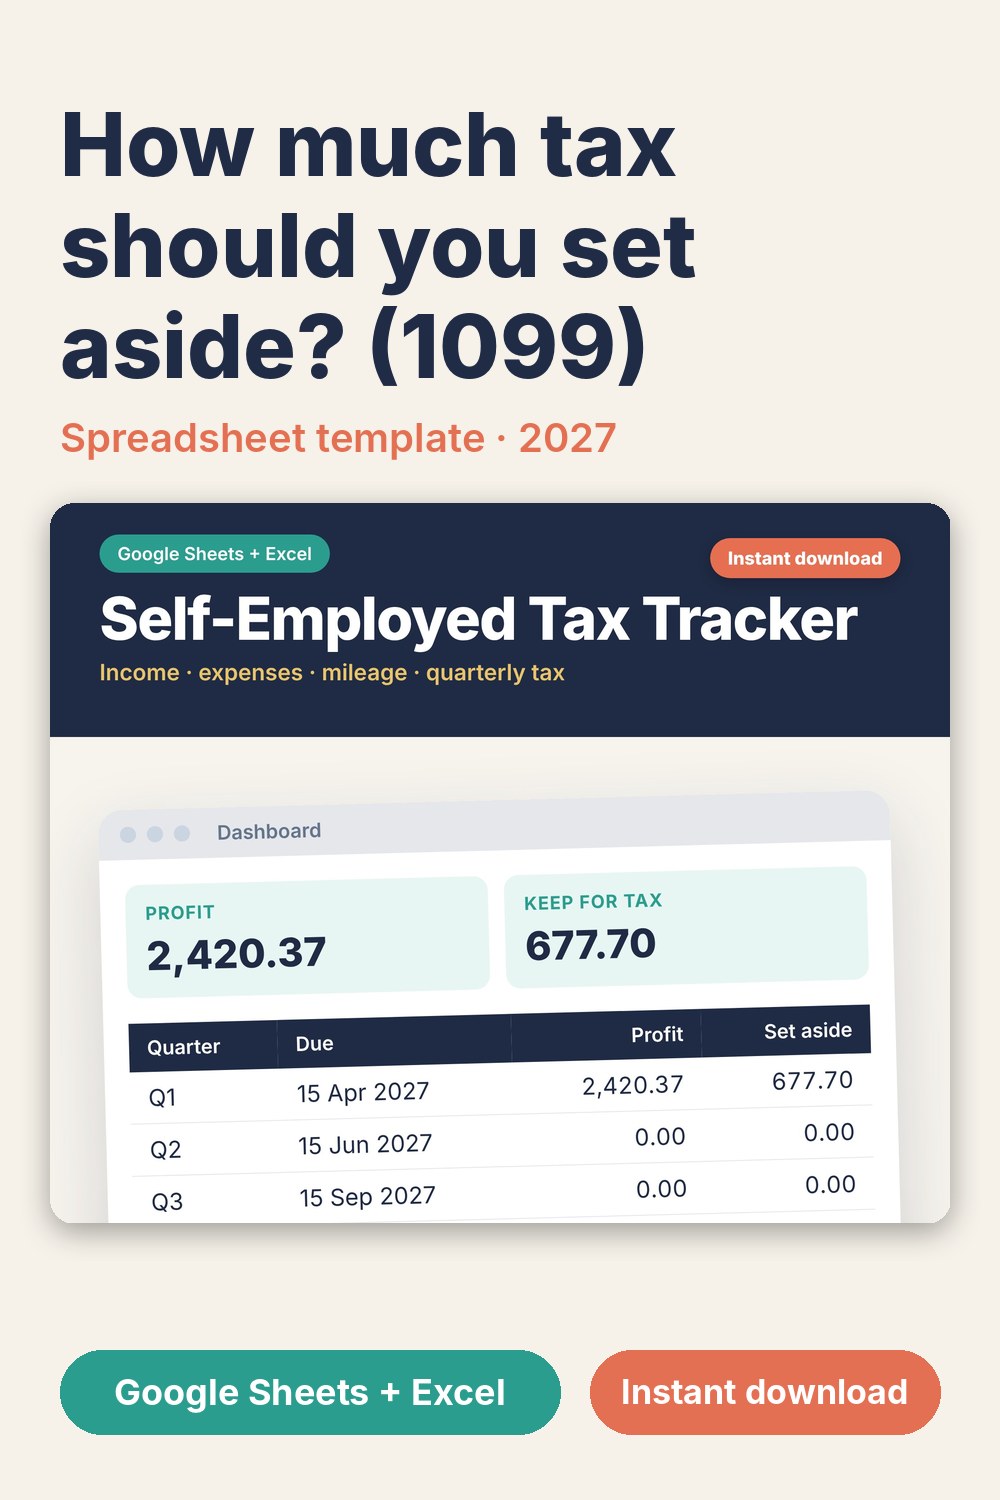 How much tax
should you set
aside? (1099)
Spreadsheet template · 2027
Google Sheets + Excel
Instant download
Self-Employed Tax Tracker
Income · expenses · mileage · quarterly tax
Dashboard
PROFIT
2,420.37
KEEP FOR TAX
677.70
Quarter Due Profit Set aside
Q1 15 Apr 2027 2,420.37 677.70
Q2 15 Jun 2027 0.00 0.00
Q3 15 Sep 2027 0.00 0.00
Google Sheets + Excel
Instant download